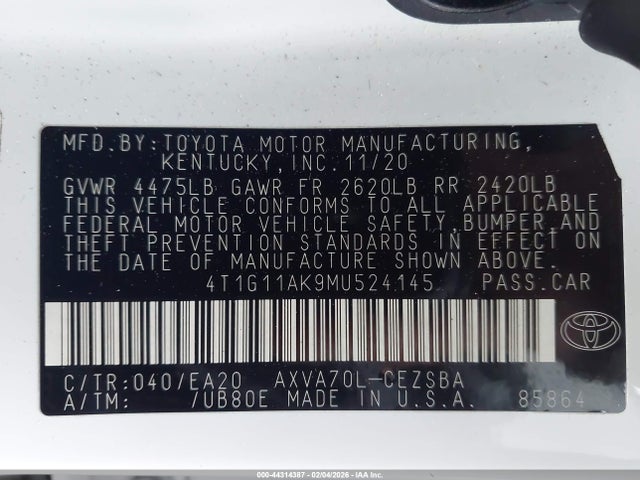 MFD. BY: TOYOTA MOTOR MANUFACTURING,
KENTUCKY, INC. 11/20
GVWR 4475LB GAWR FR 2620LB RR 2420LB
THIS VEHICLE CONFORMS TO ALL APPLICABLE
FEDERAL MOTOR VEHICLE SAFETY, BUMPER, AND
THEFT PREVENTION STANDARDS IN EFFECT ON
THE DATE OF MANUFACTURE SHOWN ABOVE.
4T1G11AK9MU524145 PASS. CAR
C/TR: 040/EA20 AXVA70L-CEZSBA
A/TM: /UB80E MADE IN U.S.A. 85864
000-44314387 - 02/04/2026 - IAA Inc.